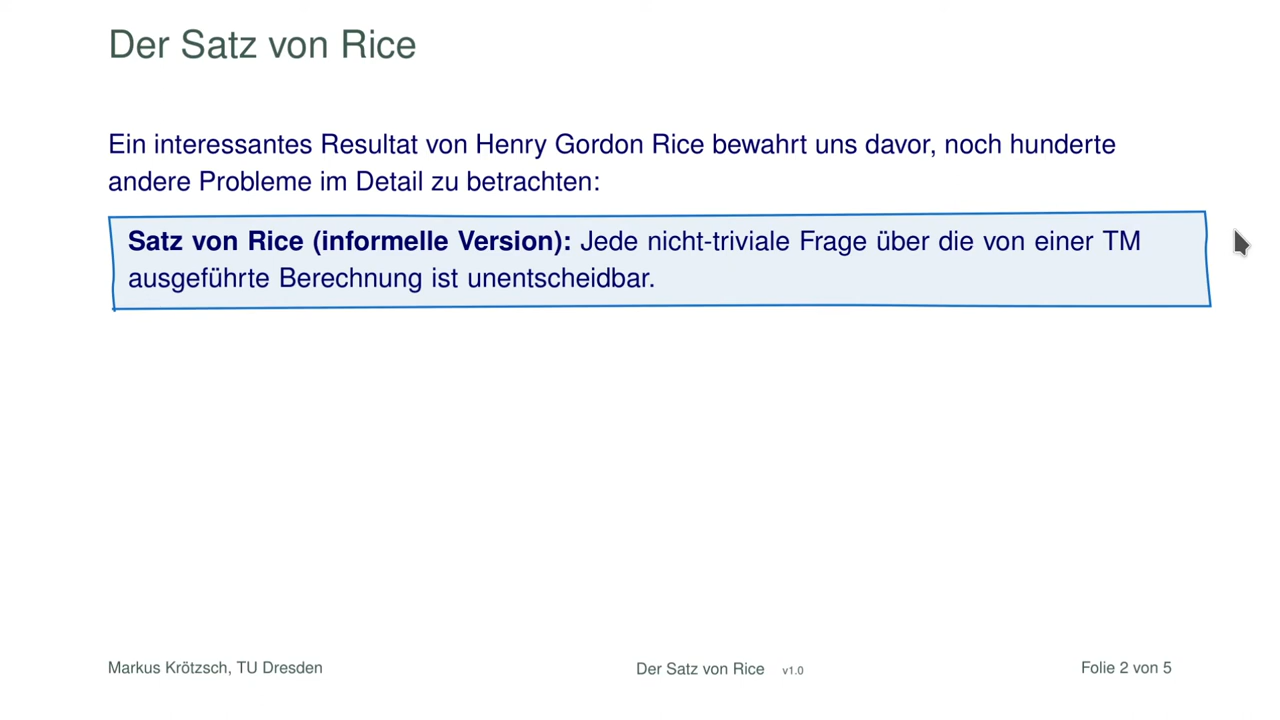 Der Satz von Rice
Ein interessantes Resultat von Henry Gordon Rice bewahrt uns davor, noch hunderte
andere Probleme im Detail zu betrachten:
Satz von Rice (informelle Version): Jede nicht-triviale Frage über die von einer TM
ausgeführte Berechnung ist unentscheidbar.
Markus Krötzsch, TU Dresden
Der Satz von Rice v1.0
Folie 2 von 5